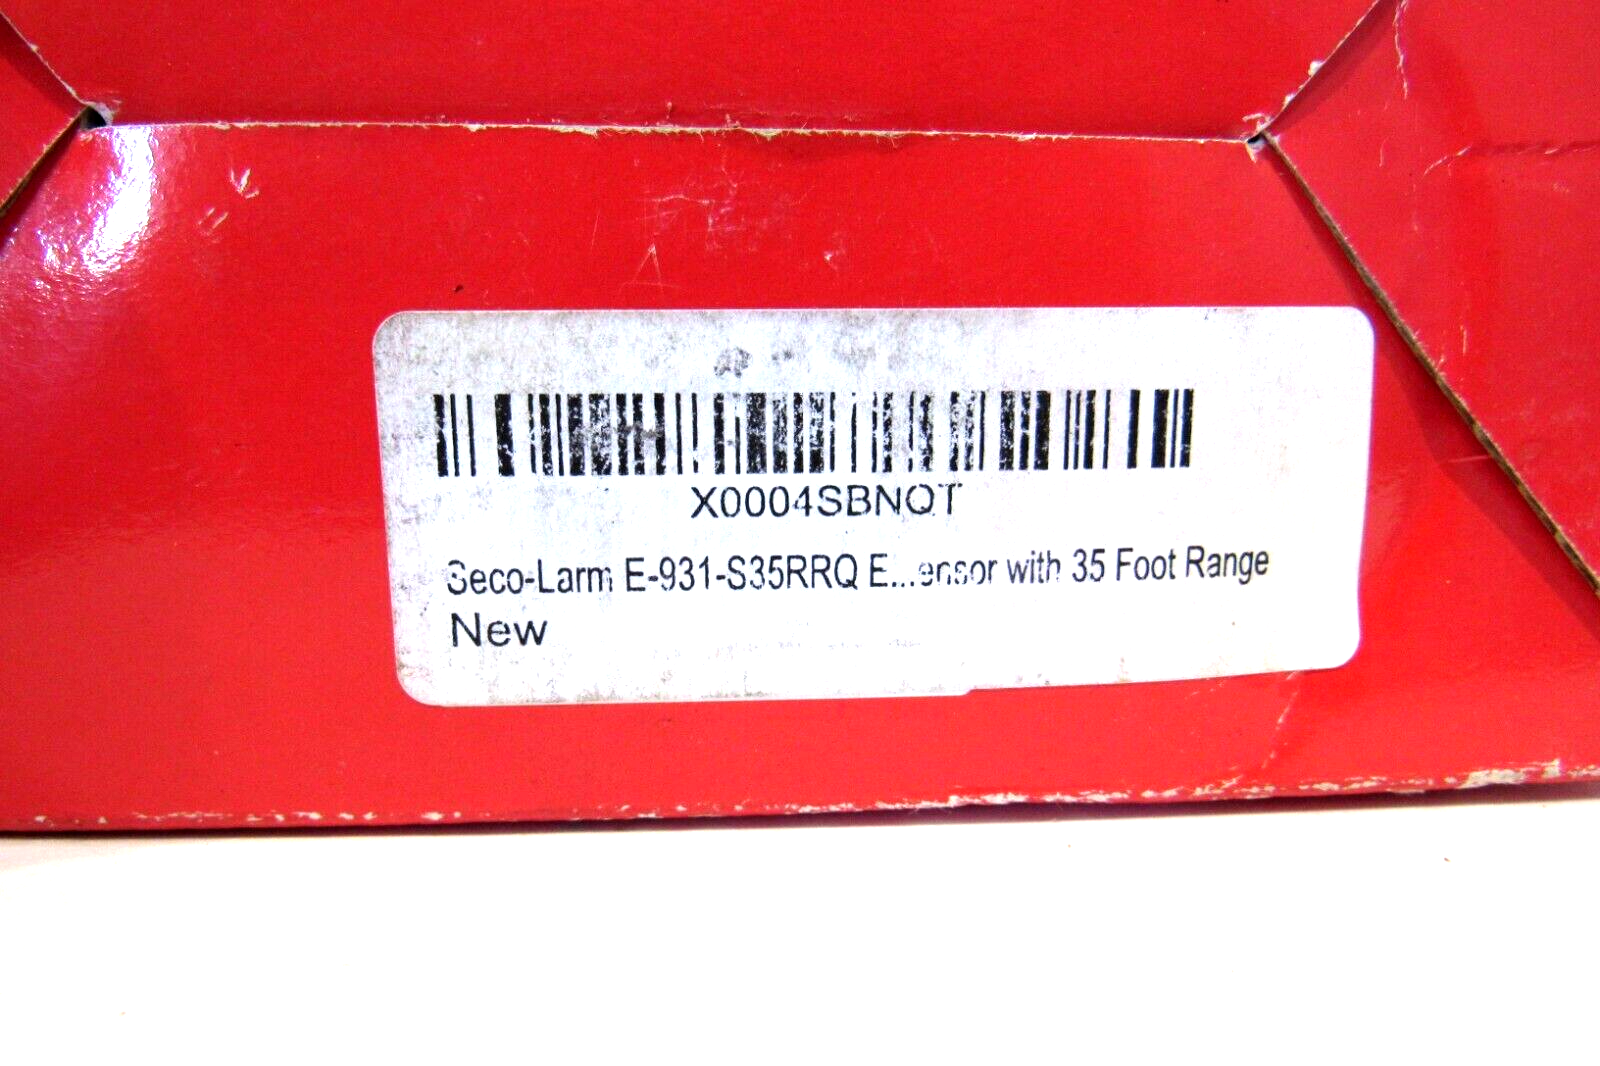 X0004SBNQT
Seco-Larm E-931-S35RRQ E...ensor with 35 Foot Range
New